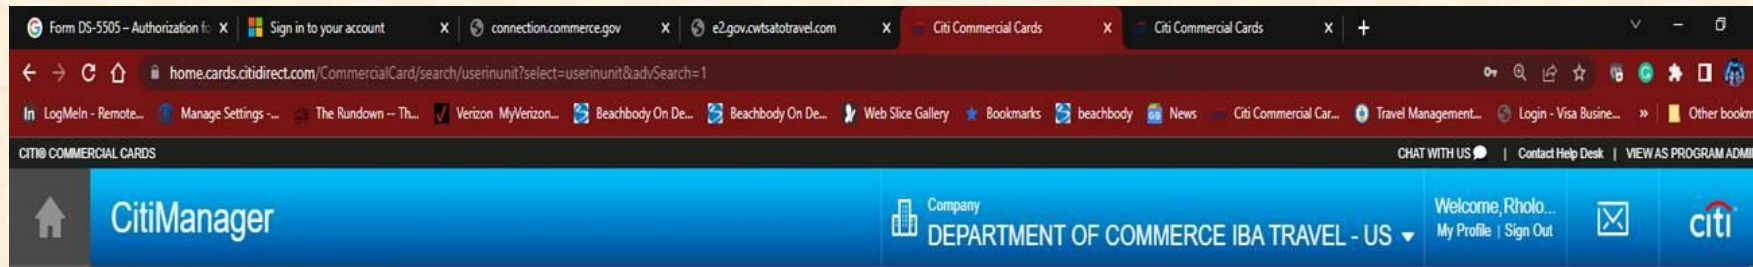 Form DS-5505 – Authorization fo X Sign in to your account X connection.commerce.gov X e2.gov.cwtsatotravel.com X Citi Commercial Cards X Citi Commercial Cards X +
home.cards.citidirect.com/CommercialCard/search/userinunit?select=userinunit&advSearch=1
in LogMeIn - Remote... Manage Settings -... The Rundown -- Th... Verizon MyVerizon... Beachbody On De... Beachbody On De... Web Slice Gallery Bookmarks beachbody News Citi Commercial Car... Travel Management... Login - Visa Busine... » Other bookm
CITI® COMMERCIAL CARDS CHAT WITH US | Contact Help Desk | VIEW AS PROGRAM ADMI
CitiManager
Company
DEPARTMENT OF COMMERCE IBA TRAVEL - US
Welcome, Rholo...
My Profile | Sign Out
citi